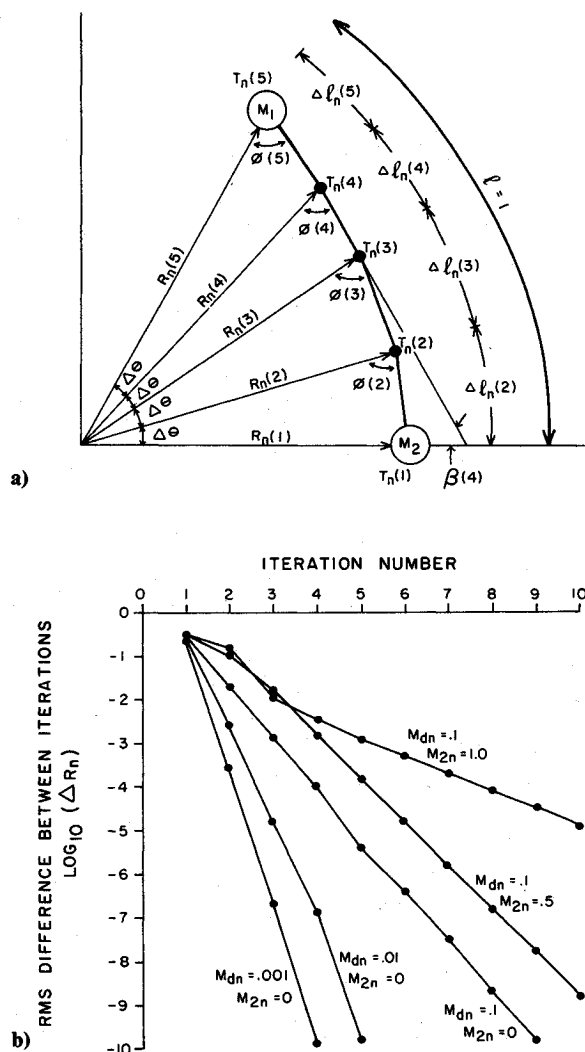 a)
Tₙ(5)
M₁
Ø(5)
Tₙ(4)
Ø(4)
Tₙ(3)
Ø(3)
Tₙ(2)
Ø(2)
M₂
Tₙ(1)
Rₙ(5)
Rₙ(4)
Rₙ(3)
Rₙ(2)
Rₙ(1)
Δθ
Δθ
Δθ
Δθ
Δℓₙ(5)
Δℓₙ(4)
Δℓₙ(3)
Δℓₙ(2)
ℓ=1
β(4)
b)
ITERATION NUMBER
0 1 2 3 4 5 6 7 8 9 10
RMS DIFFERENCE BETWEEN ITERATIONS
LOG₁₀ (ΔRₙ)
0
-1
-2
-3
-4
-5
-6
-7
-8
-9
-10
Mdn=.1
M2n=1.0
Mdn=.1
M2n=.5
Mdn=.1
M2n=0
Mdn=.01
M2n=0
Mdn=.001
M2n=0